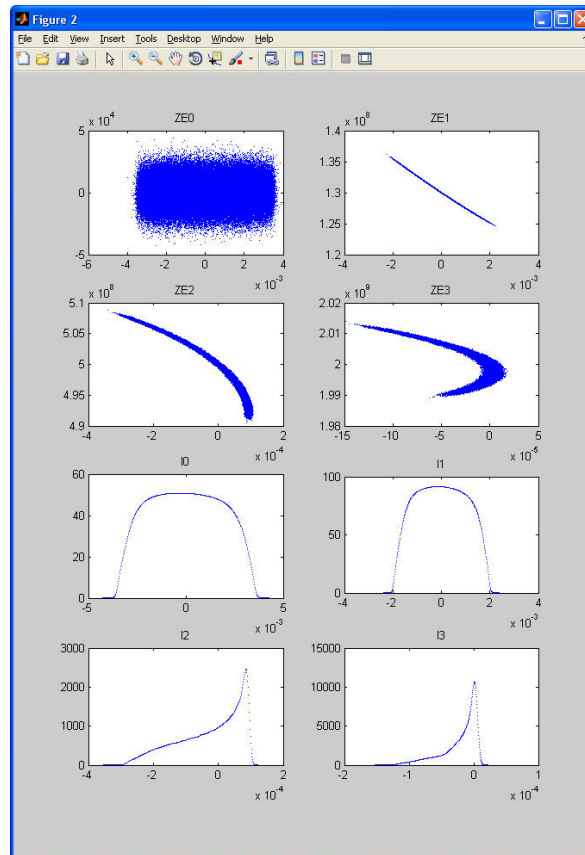 Figure 2
File Edit View Insert Tools Desktop Window Help
x 10^4 ZE0
5
0
-5
-6 -4 -2 0 2 4
x 10^-3
x 10^8 ZE1
1.4
1.35
1.3
1.25
1.2
-4 -2 0 2 4
x 10^-3
x 10^8 ZE2
5.1
5.05
5
4.95
4.9
-4 -2 0 2
x 10^-4
x 10^9 ZE3
2.02
2.01
2
1.99
1.98
-15 -10 -5 0 5
x 10^-5
I0
60
40
20
0
-5 0 5
x 10^-3
I1
100
50
0
-4 -2 0 2 4
x 10^-3
I2
3000
2000
1000
0
-4 -2 0 2
x 10^-4
I3
15000
10000
5000
0
-2 -1 0 1
x 10^-4